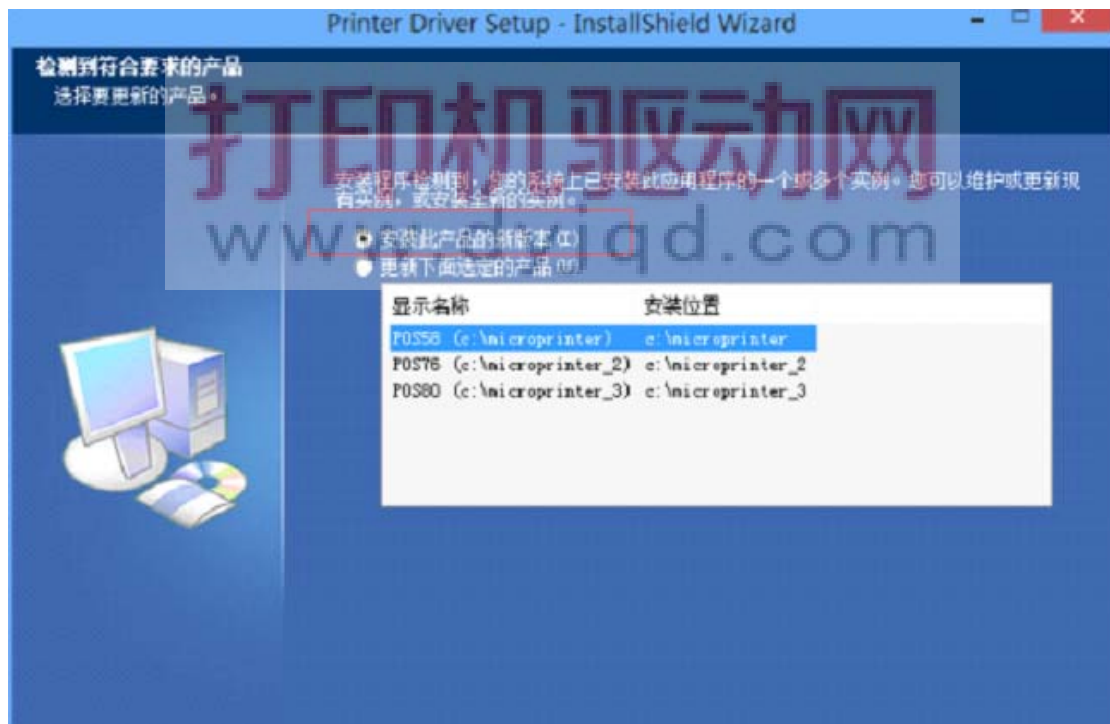 Printer Driver Setup - InstallShield Wizard
检测到符合要求的产品
选择要更新的产品。
打印机驱动网
www.dyjqd.com
安装程序检测到，您的系统上已安装此应用程序的一个或多个实例。您可以维护或更新现
有实例，或安装全新的实例。
安装此产品的新版本(I)
更新下面选定的产品
显示名称 安装位置
POS58 (c:\microprinter) c:\microprinter
POS76 (c:\microprinter_2) c:\microprinter_2
POS80 (c:\microprinter_3) c:\microprinter_3